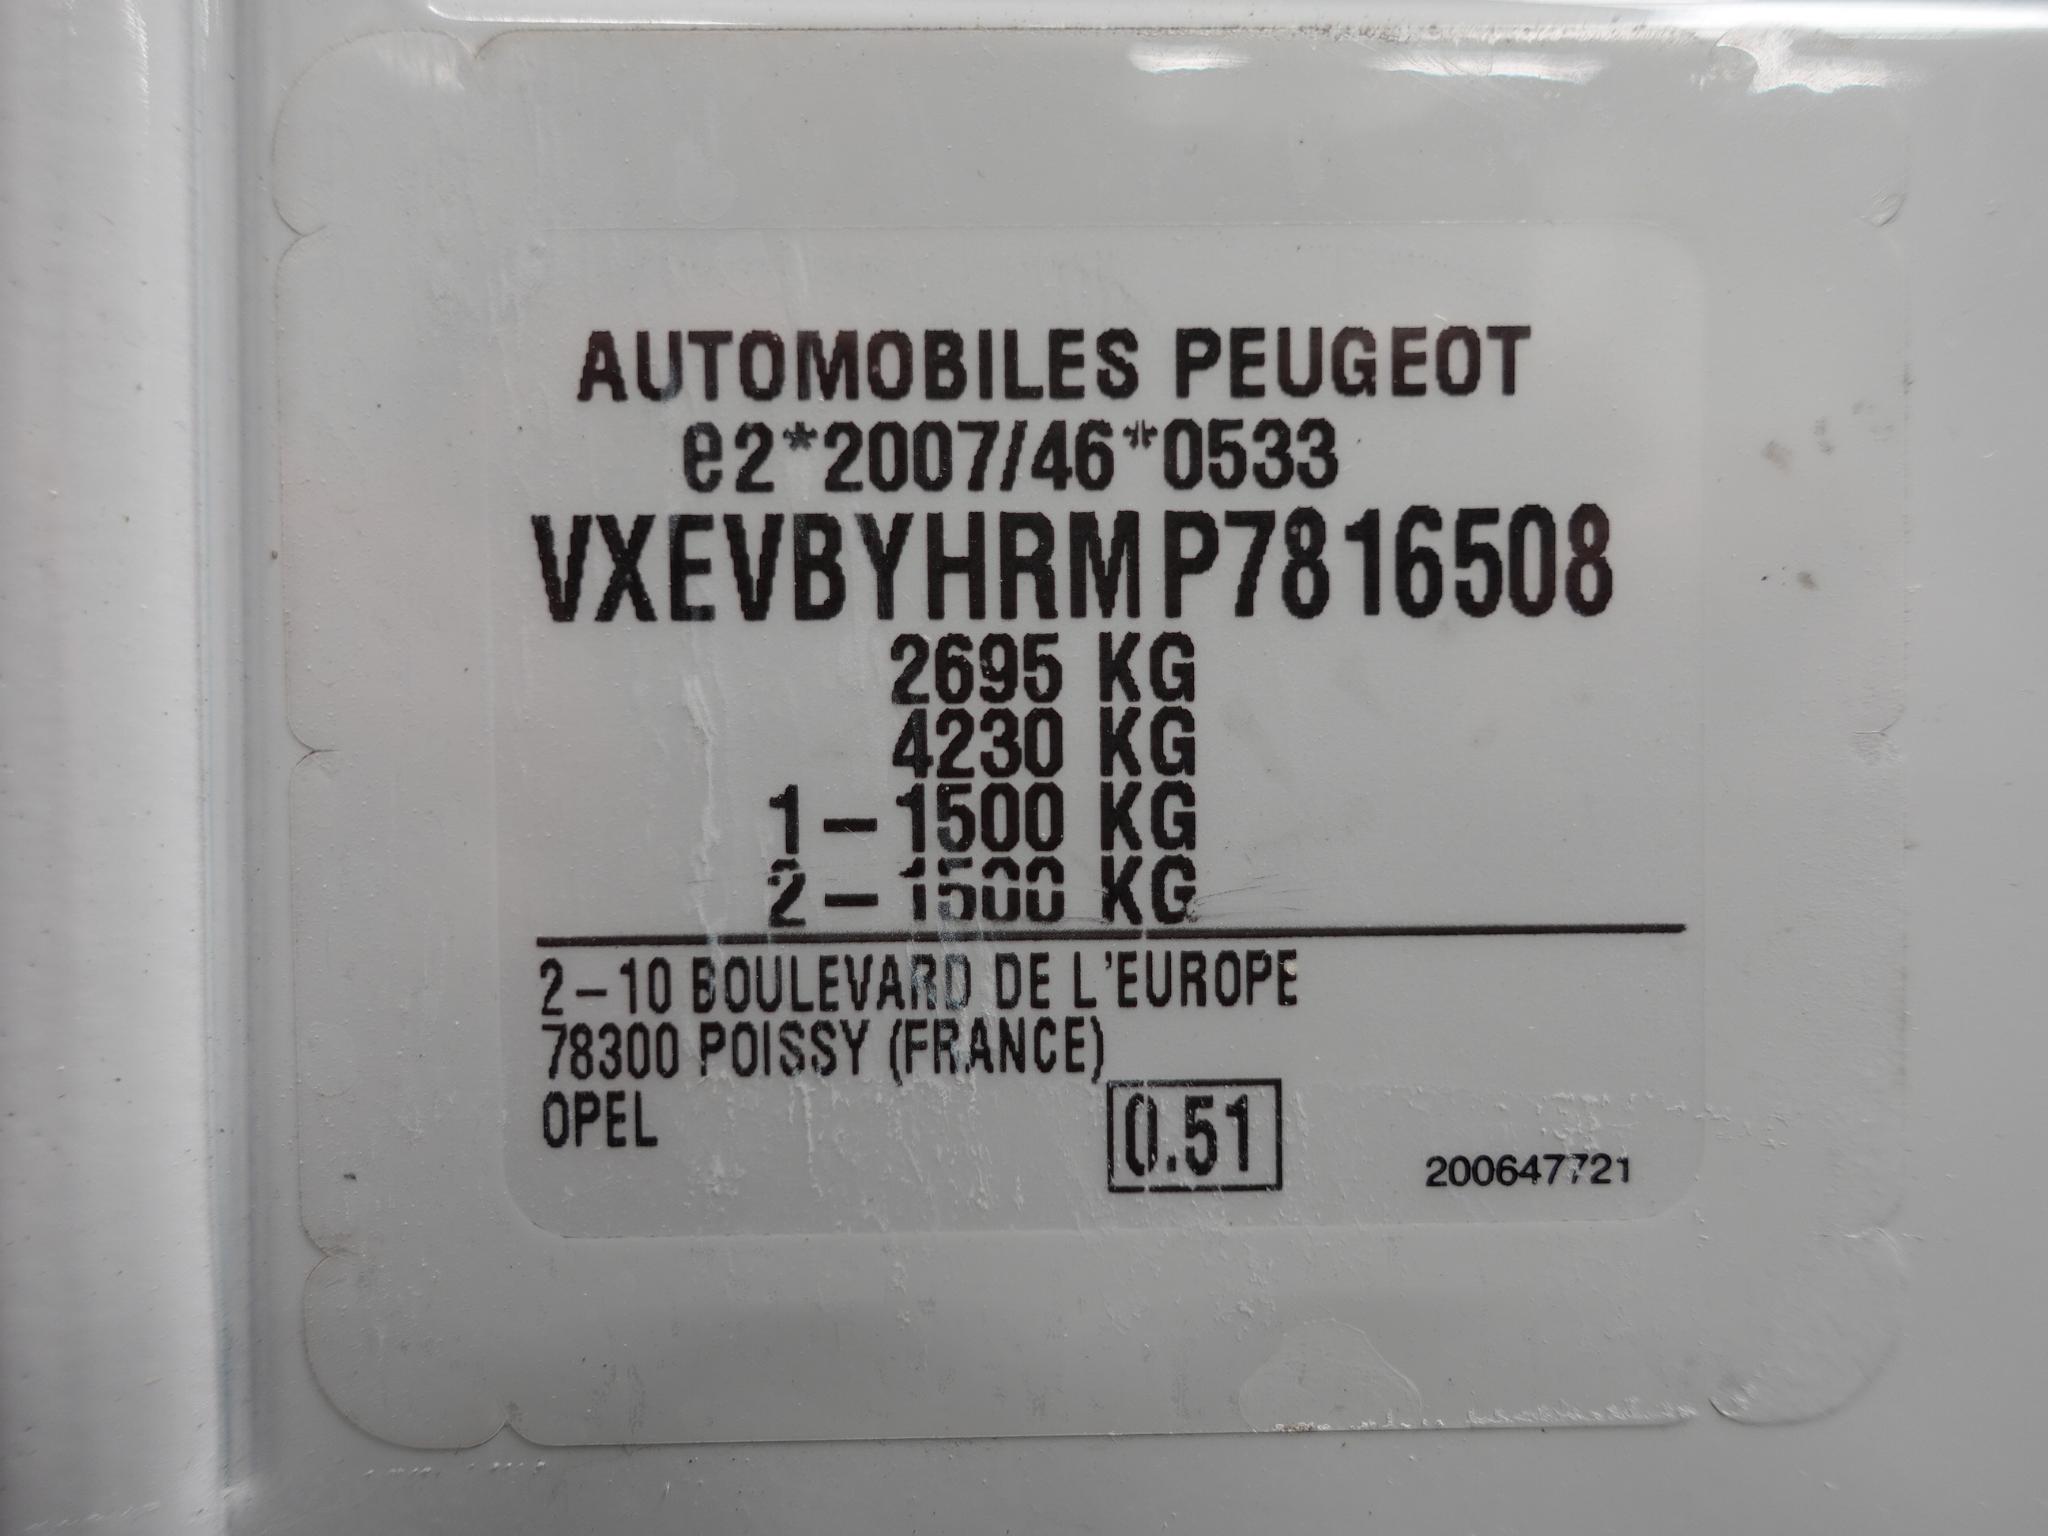 AUTOMOBILES PEUGEOT
e2*2007/46*0533
VXEVBYHRMP7816508
2695 KG
4230 KG
1-1500 KG
2-1500 KG
2-10 BOULEVARD DE L'EUROPE
78300 POISSY (FRANCE)
OPEL
0.51
200647721